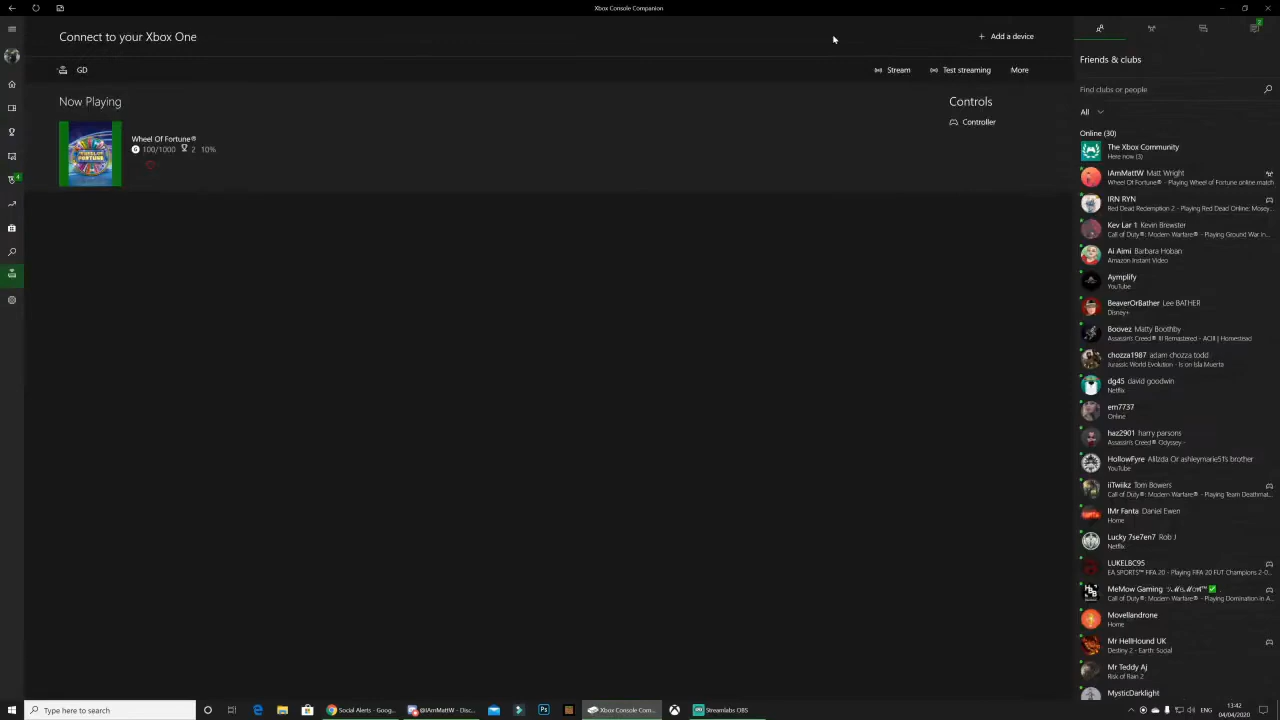 Xbox Console Companion
Connect to your Xbox One
+ Add a device
GD
Stream
Test streaming
More
Now Playing
Wheel Of Fortune®
G 100/1000 2 10%
Controls
Controller
Friends & clubs
Find clubs or people
All
Online (30)
The Xbox Community
Here now (3)
iAmMattW Matt Wright
Wheel Of Fortune® - Playing Wheel of Fortune online match
IRN RYN
Red Dead Redemption 2 - Playing Red Dead Online: Mosey...
Kev Lar 1 Kevin Brewster
Call of Duty®: Modern Warfare® - Playing Ground War in...
Ai Aimi Barbara Hoban
Amazon Instant Video
Aymplify
YouTube
BeaverOrBather Lee BATHER
Disney+
Boovez Matty Boothby
Assassin's Creed® III Remastered - ACIII | Homestead
chozza1987 adam chozza todd
Jurassic World Evolution - Is on Isla Muerta
dg45 david goodwin
Netflix
em7737
Online
haz2901 harry parsons
Assassin's Creed® Odyssey -
HollowFyre Alilzda Or ashleymarie51's brother
YouTube
iiTwiikz Tom Bowers
Call of Duty®: Modern Warfare® - Playing Team Deathmat...
IMr Fanta Daniel Ewen
Home
Lucky 7se7en7 Rob J
Netflix
LUKELBC95
EA SPORTS™ FIFA 20 - Playing FIFA 20 FUT Champions 2-0...
MeMow Gaming
Call of Duty®: Modern Warfare® - Playing Domination in A...
Movellandrone
Home
Mr HellHound UK
Destiny 2 - Earth: Social
Mr Teddy Aj
Risk of Rain 2
MysticDarklight
Type here to search
Social Alerts - Goog...
@IAmMattW - Disc...
Xbox Console Com...
Streamlabs OBS
ENG
13:42
04/04/2020